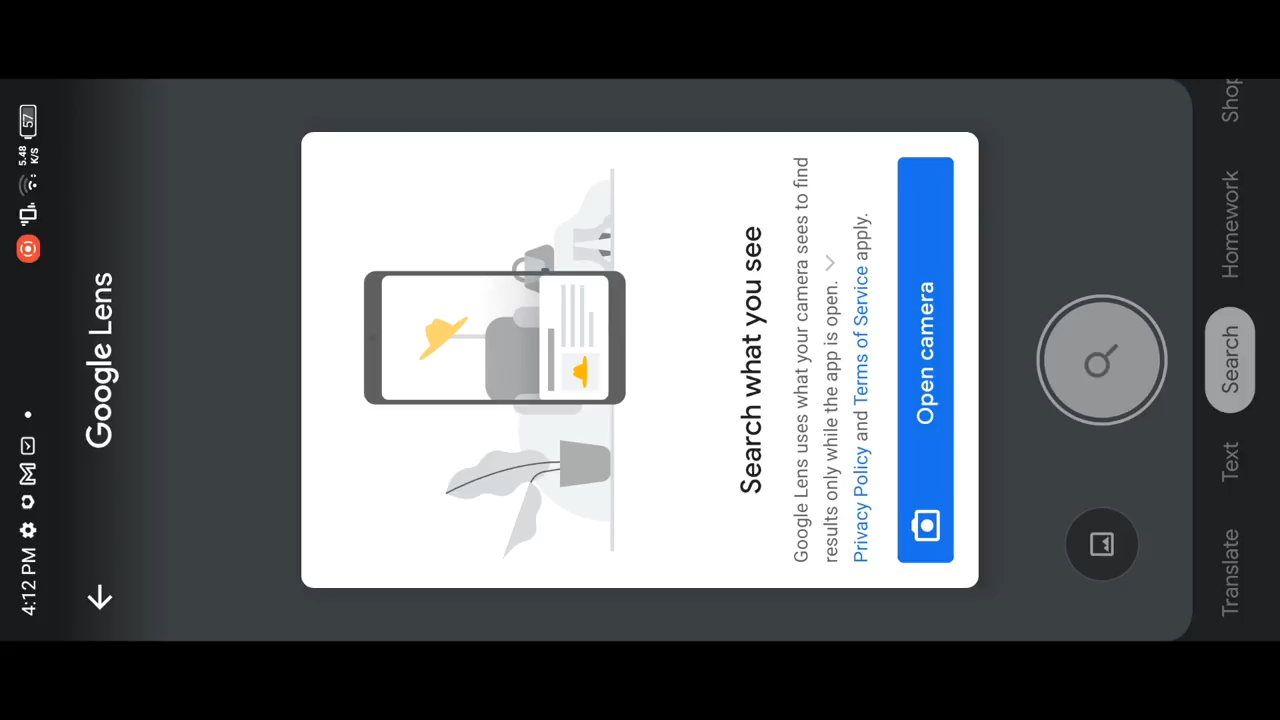 4:12 PM
5.48 K/S
57
Google Lens
Search what you see
Google Lens uses what your camera sees to find
results only while the app is open.
Privacy Policy and Terms of Service apply.
Open camera
Translate Text Search Homework Shop